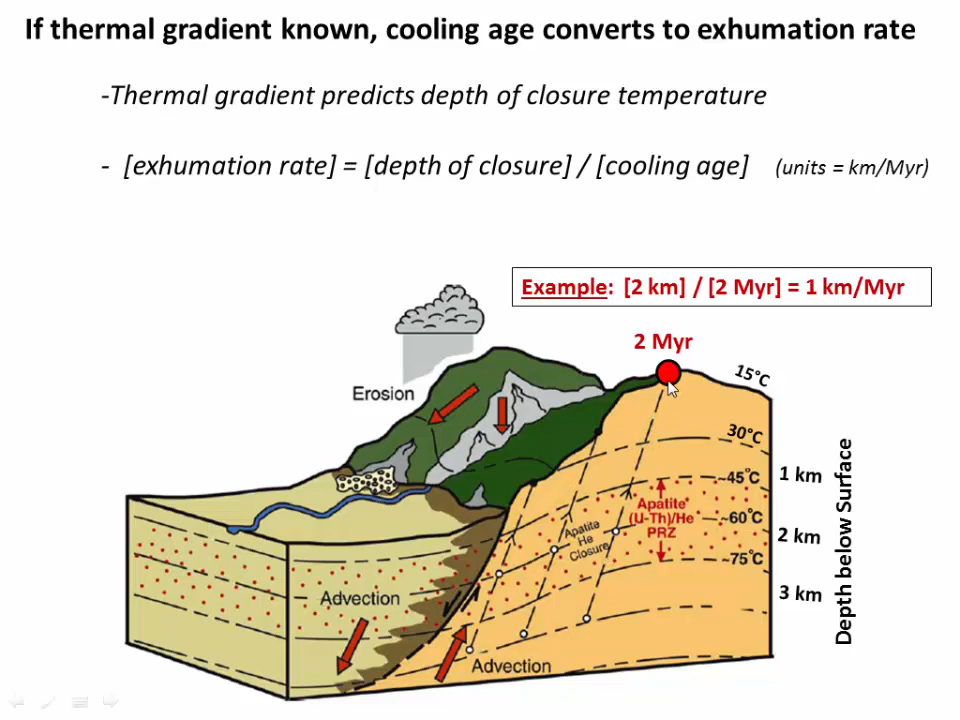 If thermal gradient known, cooling age converts to exhumation rate
-Thermal gradient predicts depth of closure temperature
- [exhumation rate] = [depth of closure] / [cooling age] (units = km/Myr)
Example: [2 km] / [2 Myr] = 1 km/Myr
2 Myr
15°C
Erosion
30°C
~45°C
1 km
Apatite
(U-Th)/He
PRZ
~60°C
Apatite
He
Closure
2 km
~75°C
3 km
Depth below Surface
Advection
Advection